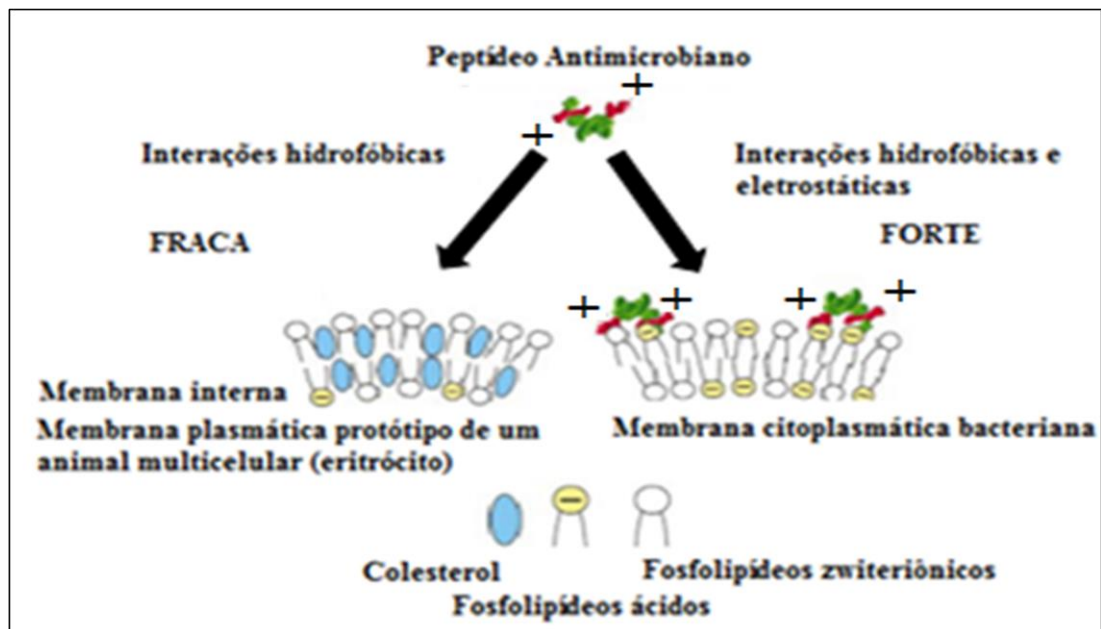 Peptídeo Antimicrobiano
+
+
Interações hidrofóbicas
Interações hidrofóbicas e
eletrostáticas
FRACA
FORTE
+ + + +
Membrana interna
Membrana plasmática protótipo de um
animal multicelular (eritrócito)
Membrana citoplasmática bacteriana
Colesterol
Fosfolipídeos zwiteriônicos
Fosfolipídeos ácidos